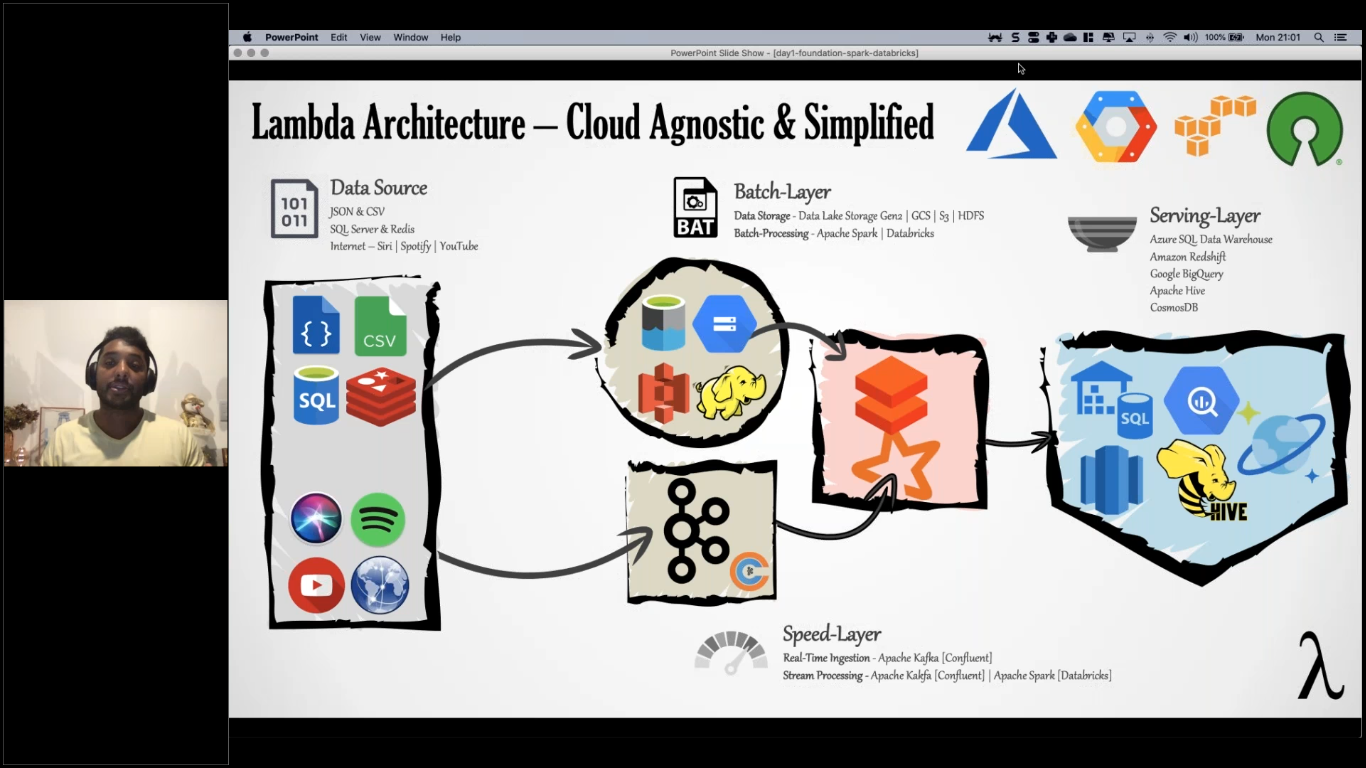 PowerPoint Edit View Window Help
100% Mon 21:01
PowerPoint Slide Show - [day1-foundation-spark-databricks]
Lambda Architecture – Cloud Agnostic & Simplified
®
101
011
Data Source
JSON & CSV
SQL Server & Redis
Internet – Siri | Spotify | YouTube
BAT
Batch-Layer
Data Storage - Data Lake Storage Gen2 | GCS | S3 | HDFS
Batch-Processing - Apache Spark | Databricks
Serving-Layer
Azure SQL Data Warehouse
Amazon Redshift
Google BigQuery
Apache Hive
CosmosDB
{ }
CSV
SQL
SQL
HIVE
Speed-Layer
Real-Time Ingestion - Apache Kafka [Confluent]
Stream Processing - Apache Kakfa [Confluent] | Apache Spark [Databricks]
λ